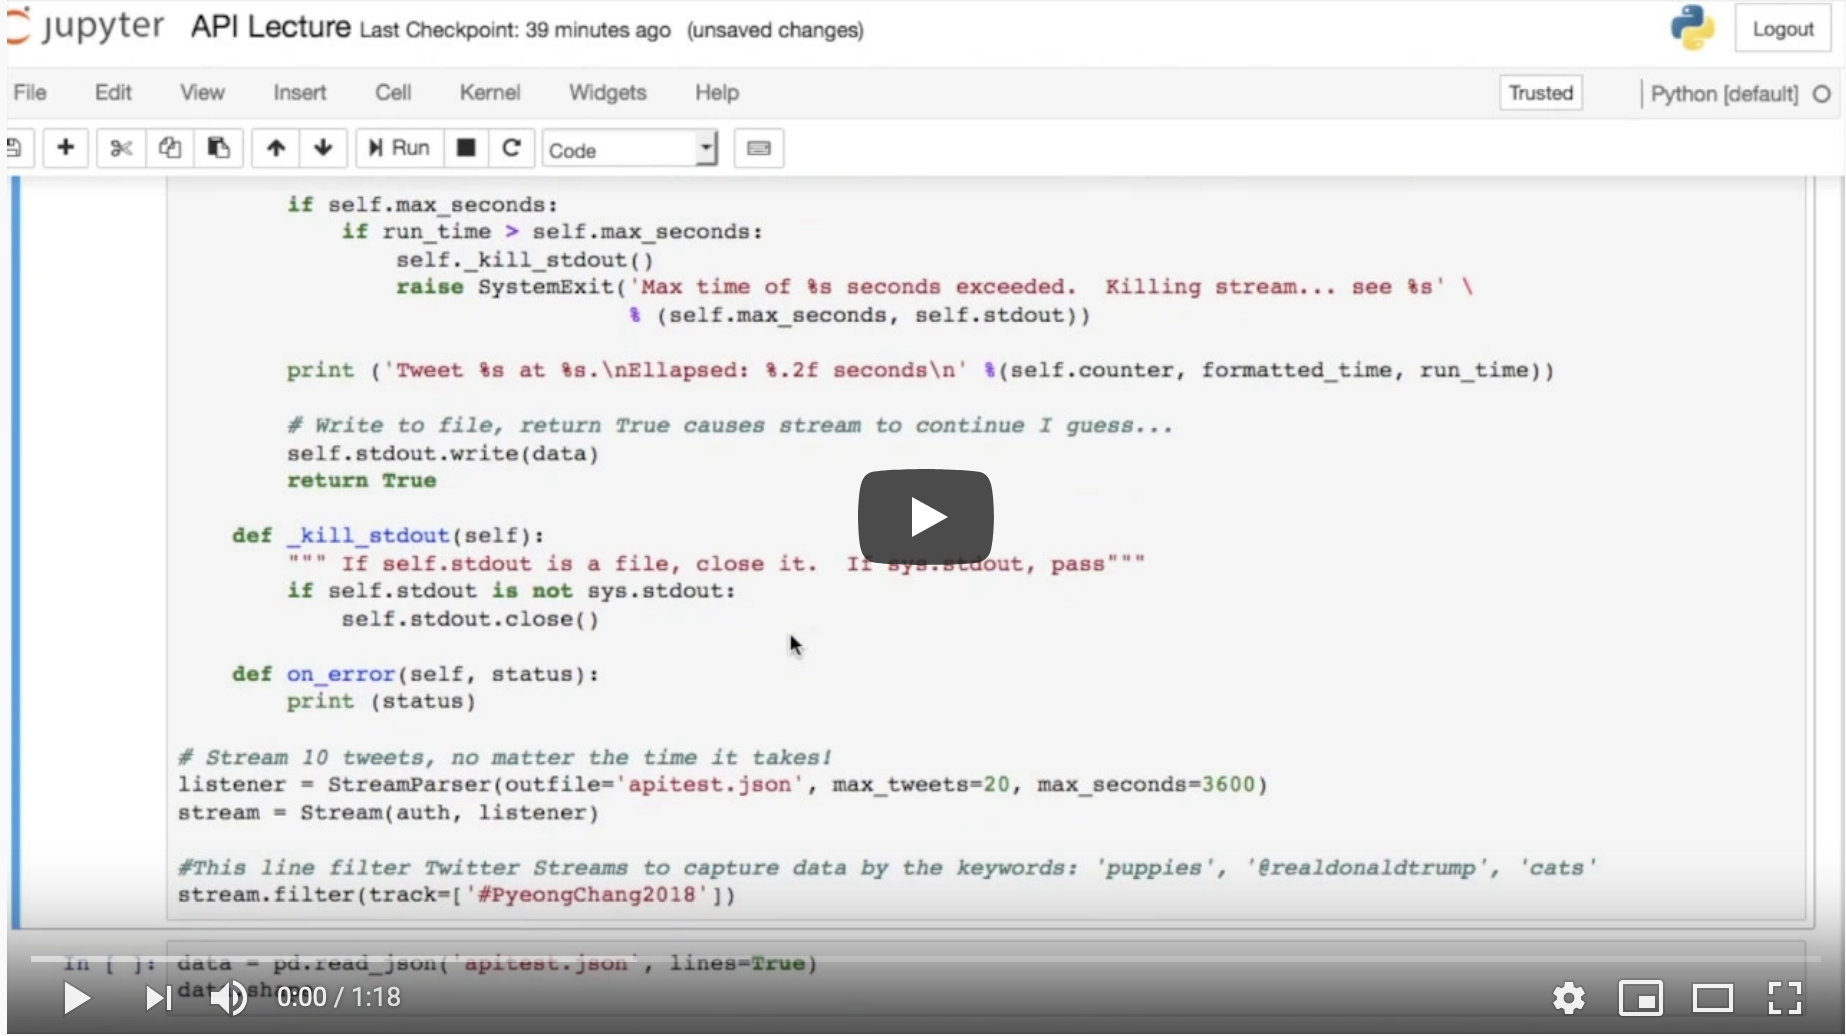 jupyter API Lecture Last Checkpoint: 39 minutes ago (unsaved changes) Logout
File Edit View Insert Cell Kernel Widgets Help Trusted Python [default]
Run Code
if self.max_seconds:
if run_time > self.max_seconds:
self._kill_stdout()
raise SystemExit('Max time of %s seconds exceeded.  Killing stream... see %s' \
% (self.max_seconds, self.stdout))
print ('Tweet %s at %s.\nEllapsed: %.2f seconds\n' %(self.counter, formatted_time, run_time))
# Write to file, return True causes stream to continue I guess...
self.stdout.write(data)
return True
def _kill_stdout(self):
""" If self.stdout is a file, close it.  If sys.stdout, pass"""
if self.stdout is not sys.stdout:
self.stdout.close()
def on_error(self, status):
print (status)
# Stream 10 tweets, no matter the time it takes!
listener = StreamParser(outfile='apitest.json', max_tweets=20, max_seconds=3600)
stream = Stream(auth, listener)
#This line filter Twitter Streams to capture data by the keywords: 'puppies', '@realdonaldtrump', 'cats'
stream.filter(track=['#PyeongChang2018'])
In [ ]: data = pd.read_json('apitest.json', lines=True)
data.shape
0:00 / 1:18